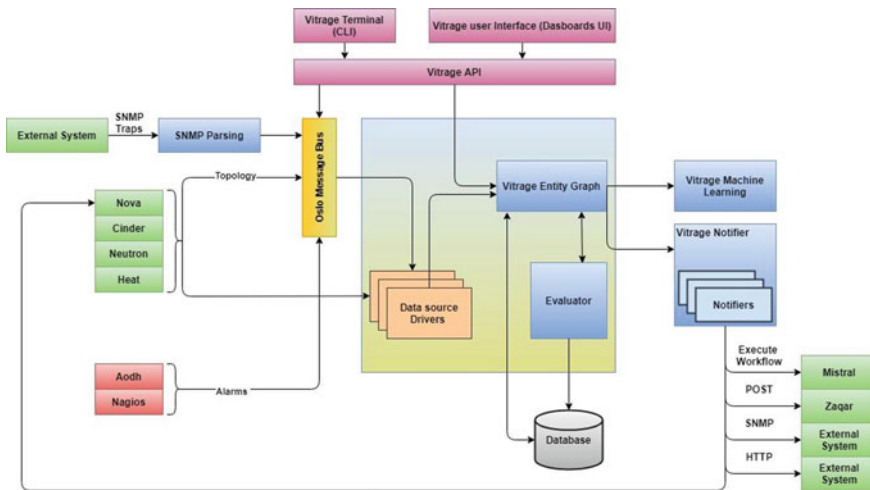 Vitrage Terminal
(CLI)
Vitrage user Interface (Dasboards UI)
Vitrage API
External System
SNMP
Traps
SNMP Parsing
Oslo Message Bus
Topology
Nova
Cinder
Neutron
Heat
Vitrage Entity Graph
Vitrage Machine
Learning
Vitrage Notifier
Notifiers
Data source
Drivers
Evaluator
Aodh
Nagios
Alarms
Database
Execute
Workflow
Mistral
POST
Zaqar
SNMP
External
System
HTTP
External
System